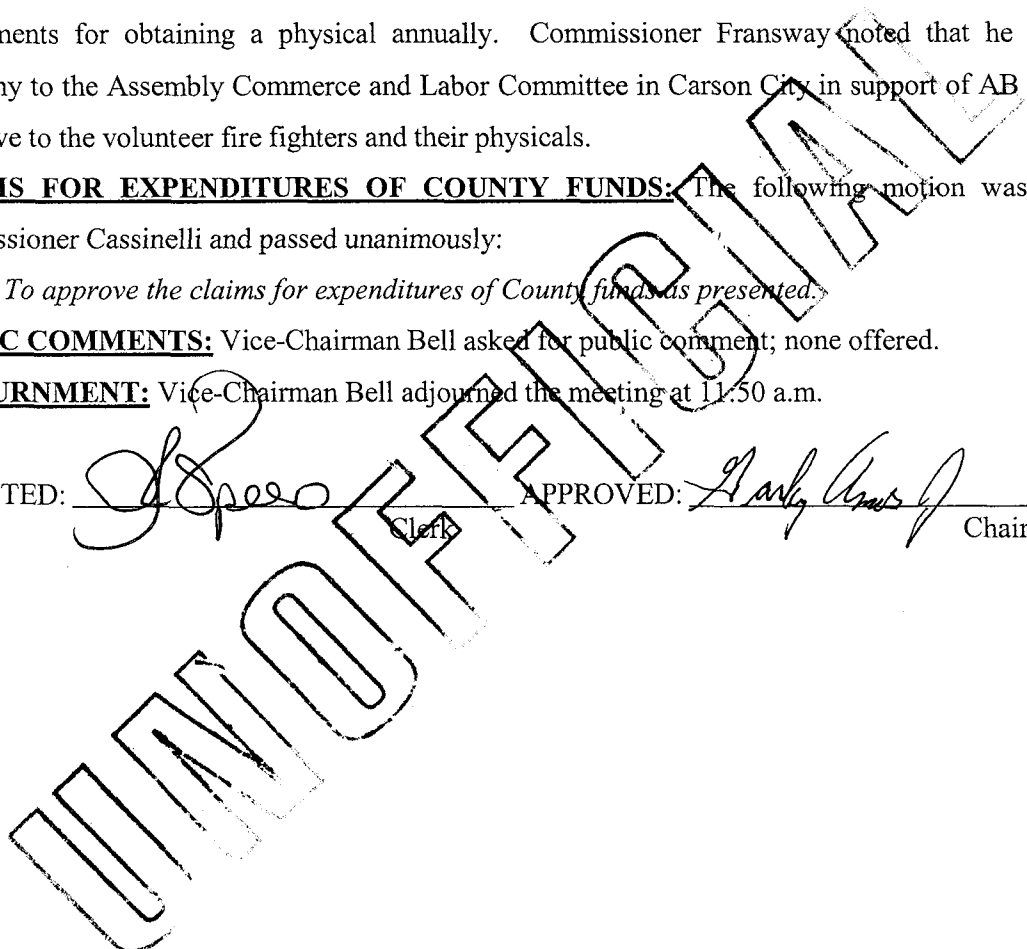 ments for obtaining a physical annually. Commissioner Fransway noted that he
ny to the Assembly Commerce and Labor Committee in Carson City in support of AB
ve to the volunteer fire fighters and their physicals.
IS FOR EXPENDITURES OF COUNTY FUNDS: The following motion was
ssioner Cassinelli and passed unanimously:
To approve the claims for expenditures of County funds as presented.
C COMMENTS: Vice-Chairman Bell asked for public comment; none offered.
URNMENT: Vice-Chairman Bell adjourned the meeting at 11:50 a.m.
TED: APPROVED:
Clerk Chair
UNOFFICIAL